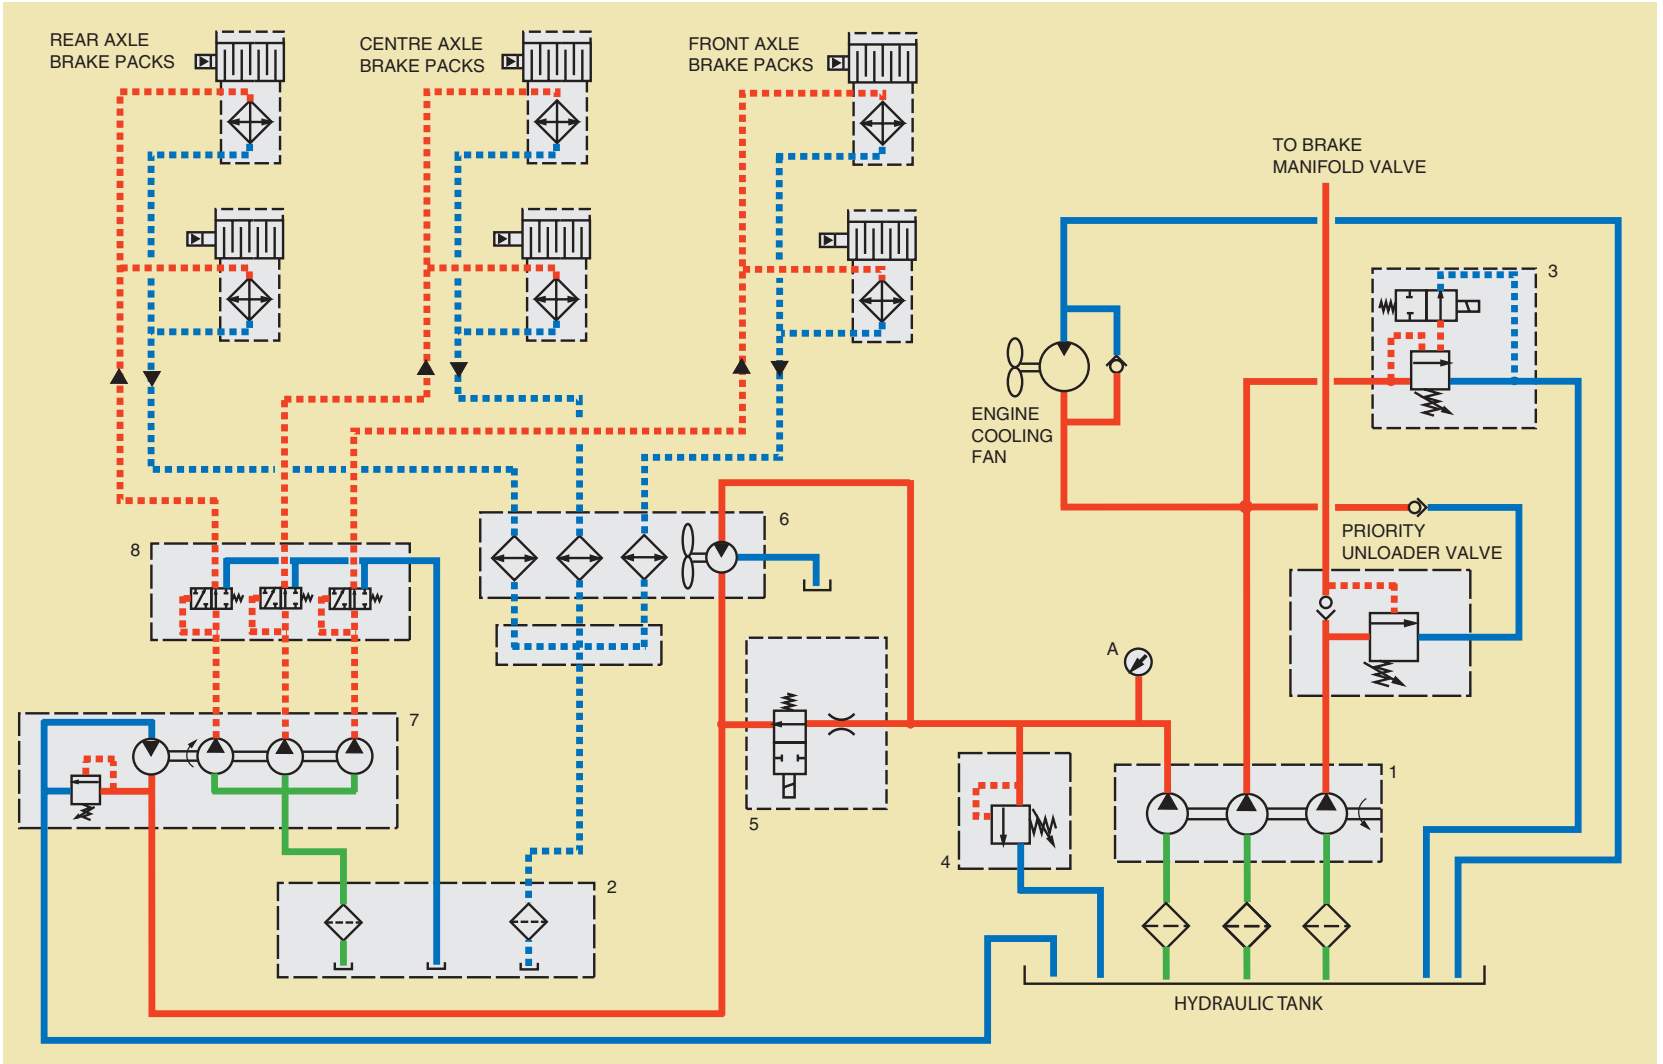 REAR AXLE
BRAKE PACKS
CENTRE AXLE
BRAKE PACKS
FRONT AXLE
BRAKE PACKS
TO BRAKE
MANIFOLD VALVE
3
ENGINE
COOLING
FAN
6
PRIORITY
UNLOADER VALVE
8
A
7
1
5
4
2
HYDRAULIC TANK